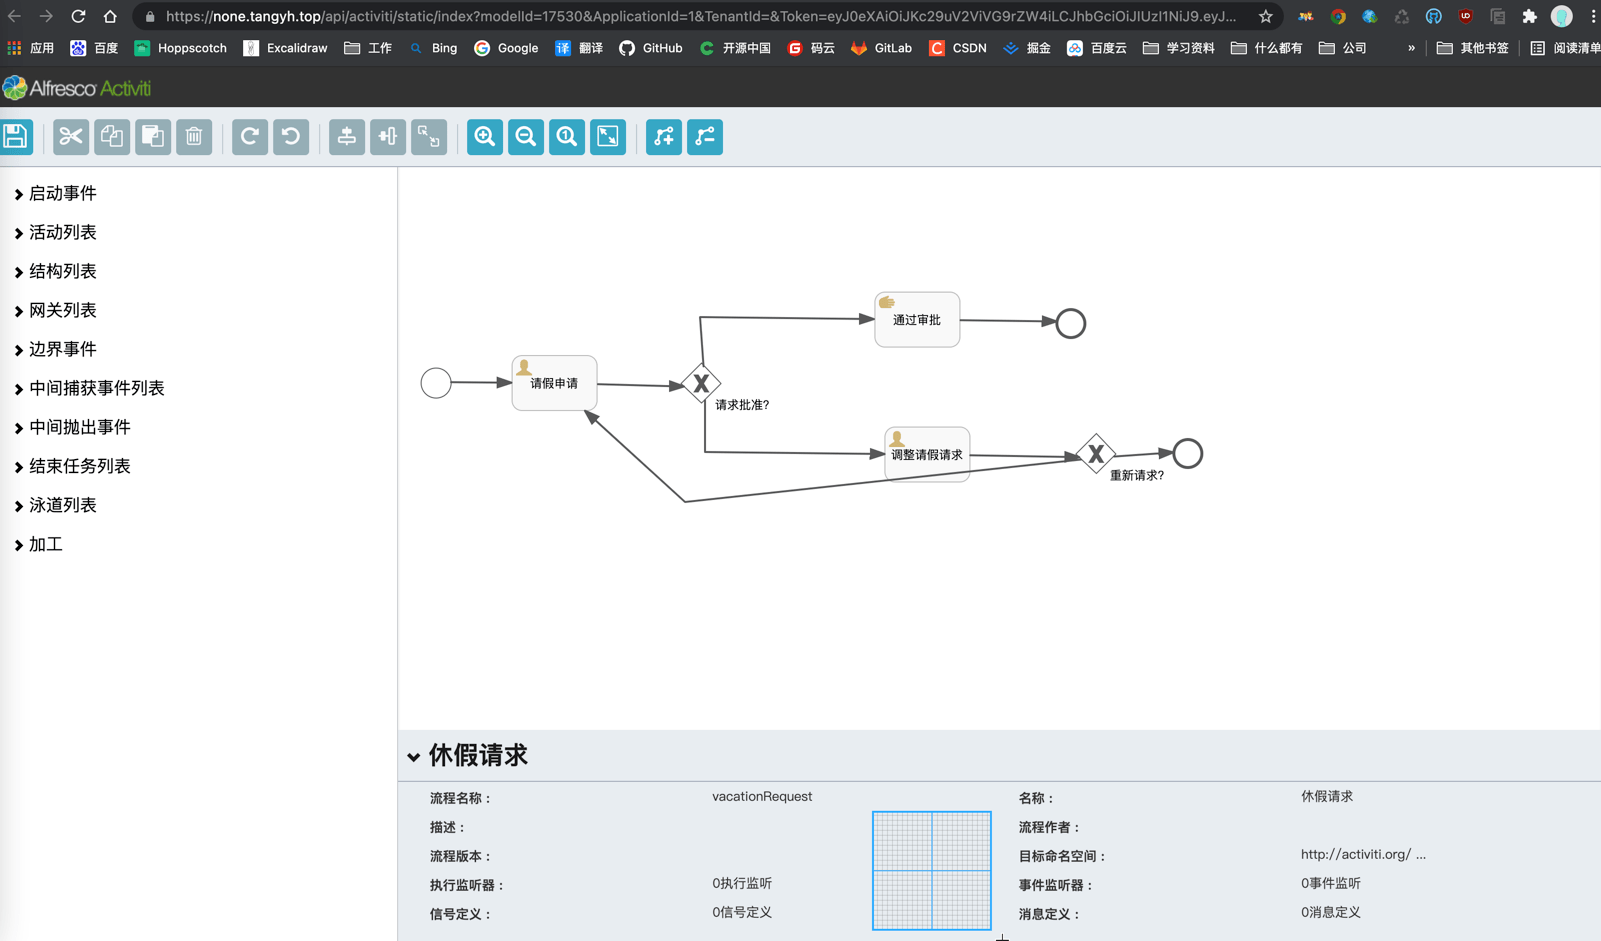 https://none.tangyh.top/api/activiti/static/index?modelId=17530&ApplicationId=1&TenantId=&Token=eyJ0eXAiOiJKc29uV2ViVG9rZW4iLCJhbGciOiJIUzI1NiJ9.eyJ...
应用 百度 Hoppscotch Excalidraw 工作 Bing Google 翻译 GitHub 开源中国 码云 GitLab CSDN 掘金 百度云 学习资料 什么都有 公司 » 其他书签 阅读清单
Alfresco Activiti
启动事件
活动列表
结构列表
网关列表
边界事件
中间捕获事件列表
中间抛出事件
结束任务列表
泳道列表
加工
通过审批
请假申请
请求批准?
调整请假请求
重新请求?
休假请求
流程名称 : vacationRequest 名称 : 休假请求
描述 : 流程作者 :
流程版本 : 目标命名空间 : http://activiti.org/ ...
执行监听器 : 0执行监听 事件监听器 : 0事件监听
信号定义 : 0信号定义 消息定义 : 0消息定义